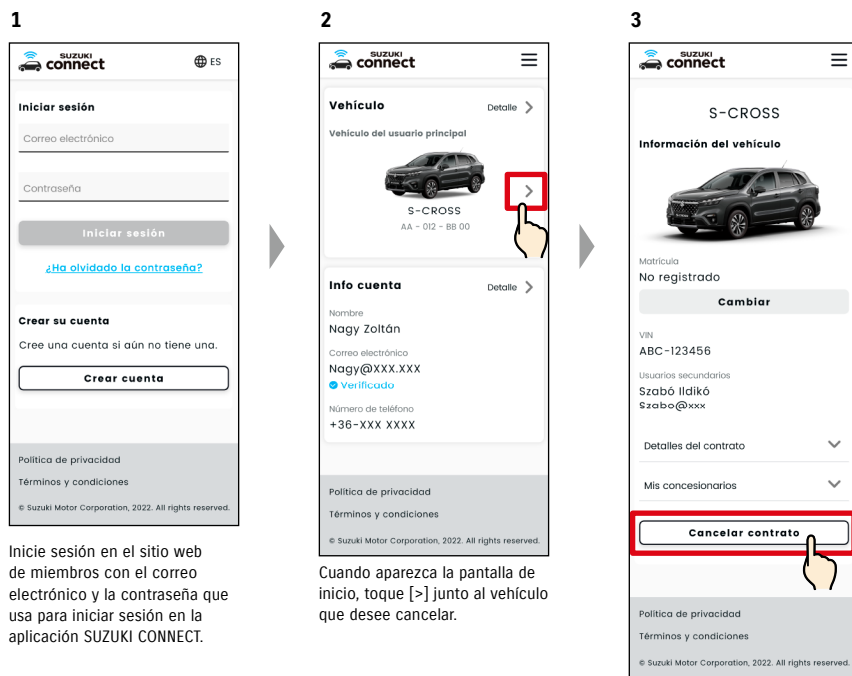 1
SUZUKI
connect
ES
Iniciar sesión
Correo electrónico
Contraseña
Iniciar sesión
¿Ha olvidado la contraseña?
Crear su cuenta
Cree una cuenta si aún no tiene una.
Crear cuenta
Política de privacidad
Términos y condiciones
© Suzuki Motor Corporation, 2022. All rights reserved.
Inicie sesión en el sitio web
de miembros con el correo
electrónico y la contraseña que
usa para iniciar sesión en la
aplicación SUZUKI CONNECT.
2
SUZUKI
connect
Vehículo
Detalle >
Vehículo del usuario principal
>
S-CROSS
AA - 012 - BB 00
Info cuenta
Detalle >
Nombre
Nagy Zoltán
Correo electrónico
Nagy@XXX.XXX
Verificado
Número de teléfono
+36-XXX XXXX
Política de privacidad
Términos y condiciones
© Suzuki Motor Corporation, 2022. All rights reserved.
Cuando aparezca la pantalla de
inicio, toque [>] junto al vehículo
que desee cancelar.
3
SUZUKI
connect
S-CROSS
Información del vehículo
Matrícula
No registrado
Cambiar
VIN
ABC-123456
Usuarios secundarios
Szabó Ildikó
Szabo@xxx
Detalles del contrato
Mis concesionarios
Cancelar contrato
Política de privacidad
Términos y condiciones
© Suzuki Motor Corporation, 2022. All rights reserved.